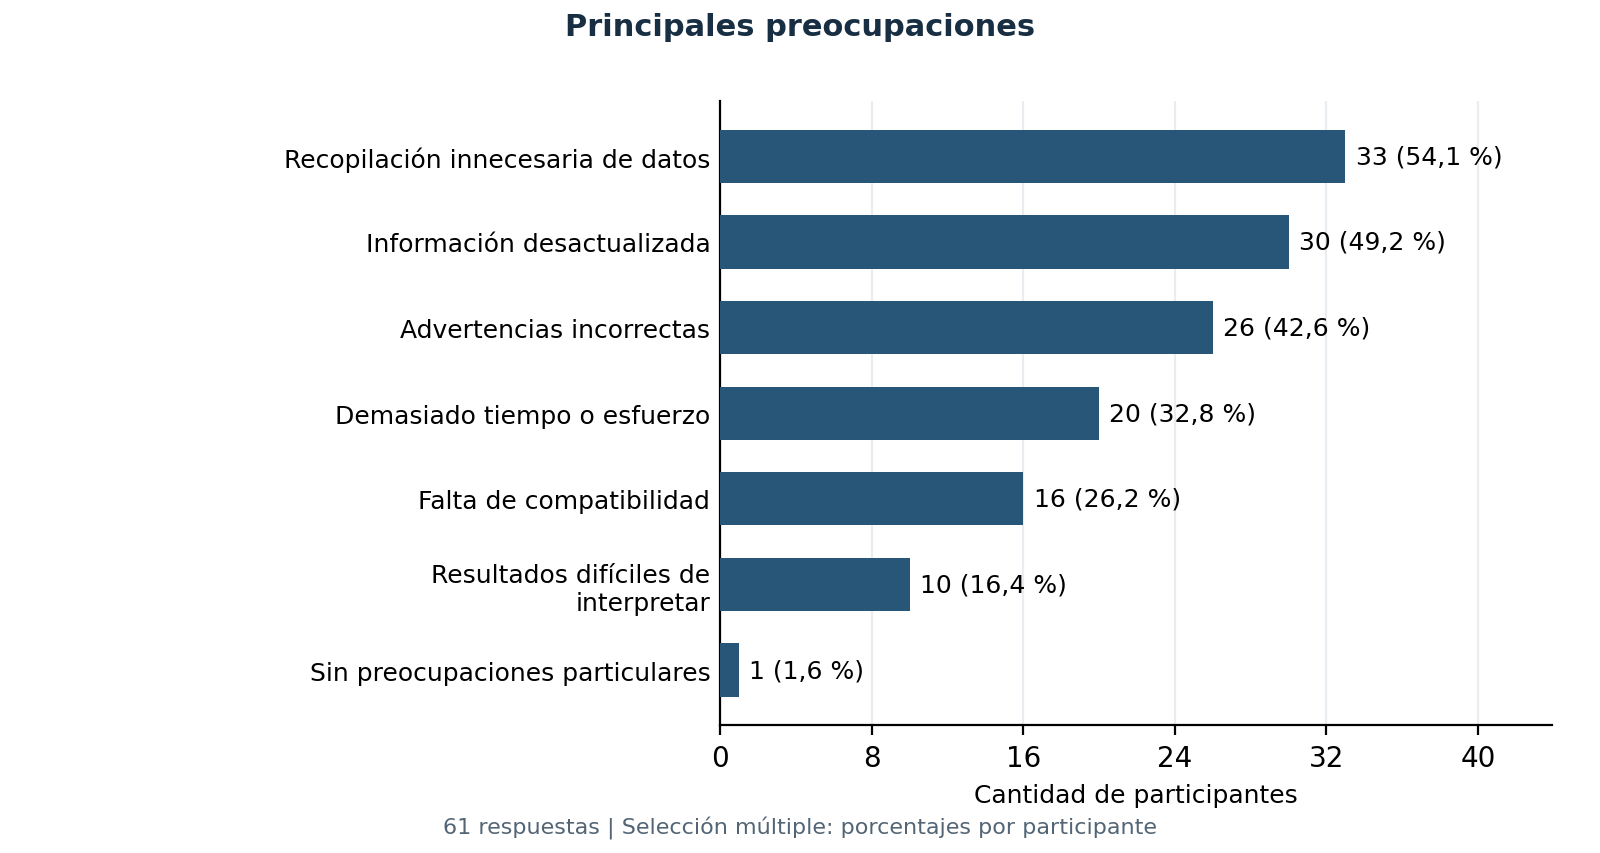 Principales preocupaciones
Recopilación innecesaria de datos
33 (54,1 %)
Información desactualizada
30 (49,2 %)
Advertencias incorrectas
26 (42,6 %)
Demasiado tiempo o esfuerzo
20 (32,8 %)
Falta de compatibilidad
16 (26,2 %)
Resultados difíciles de
interpretar
10 (16,4 %)
Sin preocupaciones particulares
1 (1,6 %)
0 8 16 24 32 40
Cantidad de participantes
61 respuestas | Selección múltiple: porcentajes por participante